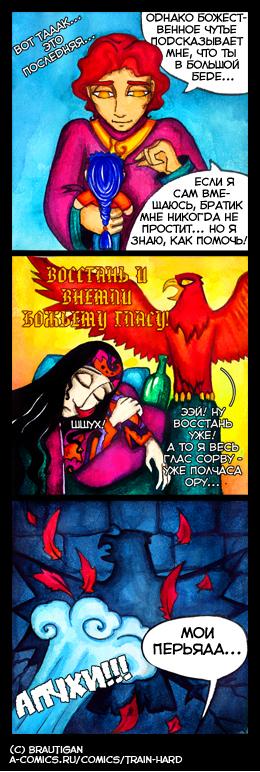 ВОТ ТАААК...
ЭТО
ПОСЛЕДНЯЯ...
ОДНАКО БОЖЕСТ-
ВЕННОЕ ЧУТЬЕ
ПОДСКАЗЫВАЕТ
МНЕ, ЧТО ТЫ
В БОЛЬШОЙ
БЕДЕ...
ЕСЛИ Я
САМ ВМЕ-
ШАЮСЬ, БРАТИК
МНЕ НИКОГДА НЕ
ПРОСТИТ... НО Я
ЗНАЮ, КАК ПОМОЧЬ!
ВОССТАНЬ И
ВНЕМЛИ
БОЖЬЕМУ ГЛАСУ!
ШШУХ!
ЭЭЙ! НУ
ВОССТАНЬ
УЖЕ!
А ТО Я ВЕСЬ
ГЛАС СОРВУ -
УЖЕ ПОЛЧАСА
ОРУ...
АПЧХИ!!!
МОИ
ПЕРЬЯАА...
(C) BRAUTIGAN
A-COMICS.RU/COMICS/TRAIN-HARD